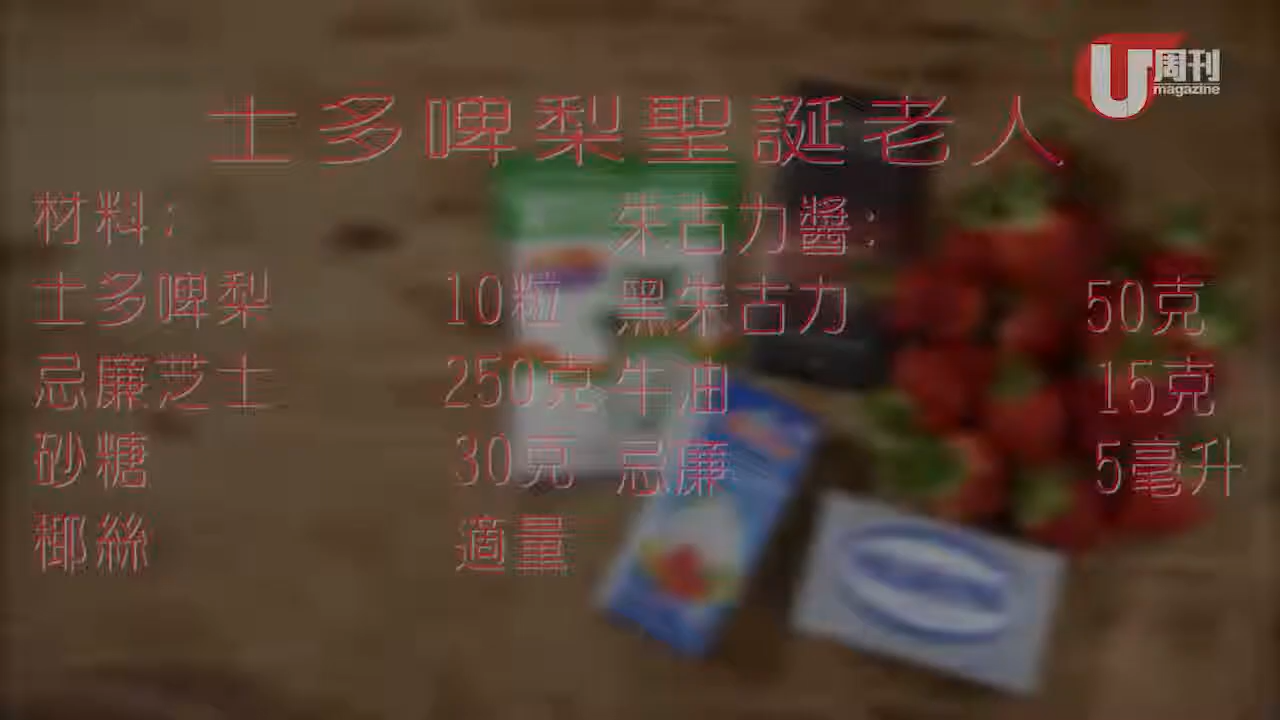 U周刊
magazine
士多啤梨聖誕老人
材料:
士多啤梨 10粒
忌廉芝士 250克
砂糖 30克
椰絲 適量
朱古力醬:
黑朱古力 50克
牛油 15克
忌廉 5毫升